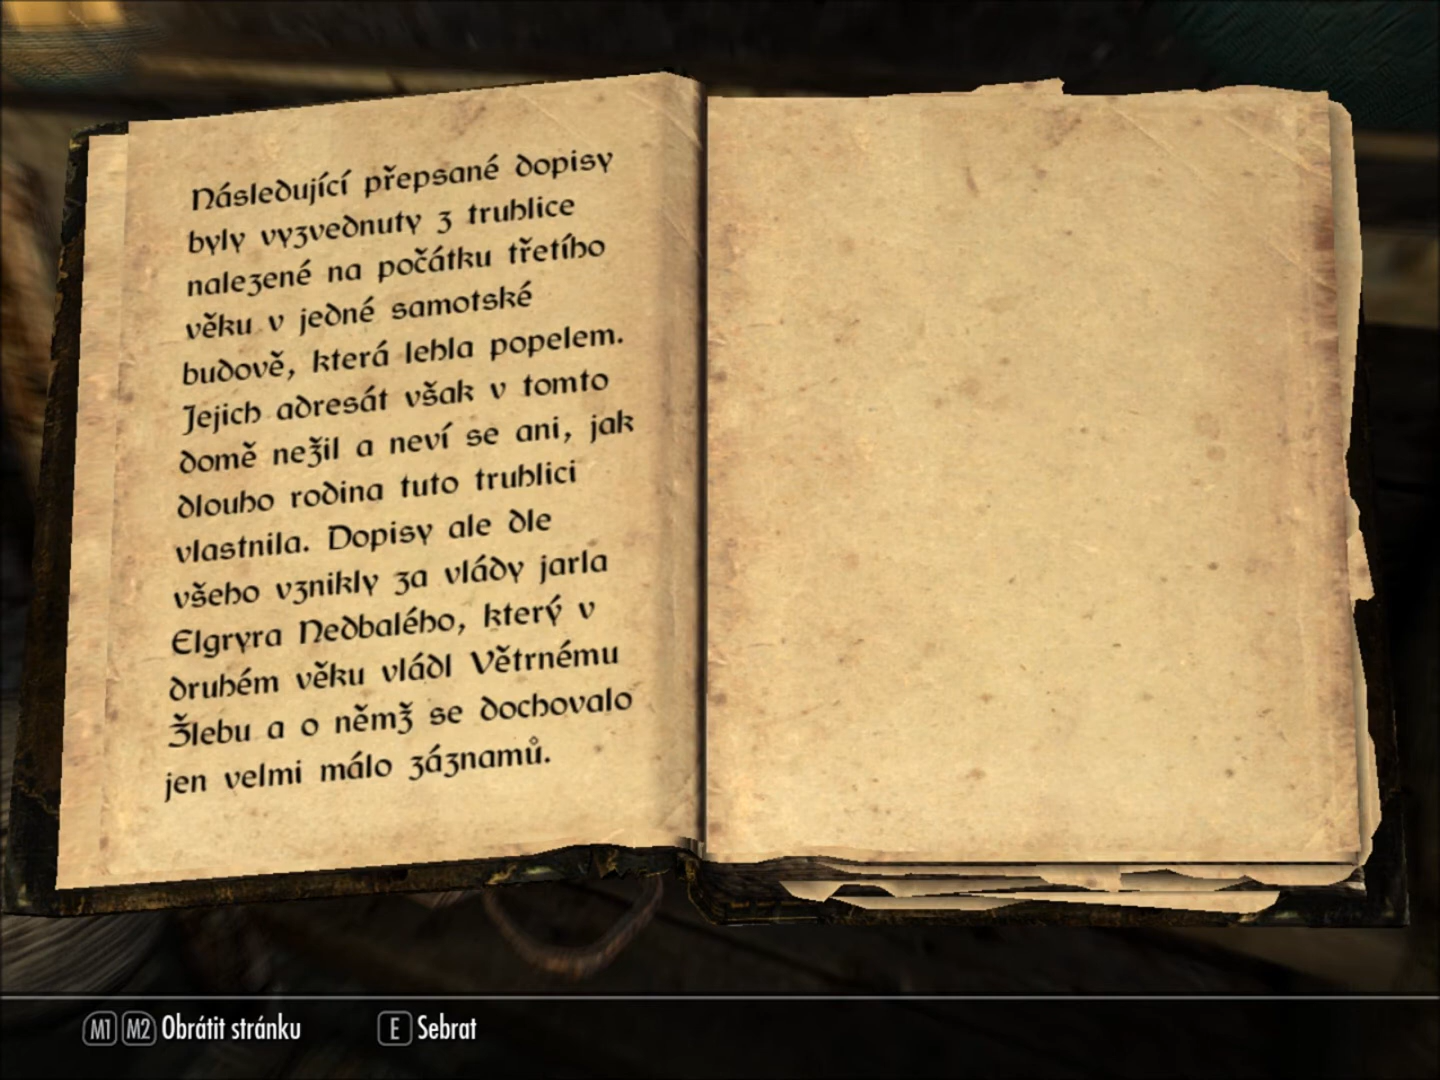 Následující přepsané dopisy
byly vyzvednuty z truhlice
nalezené na počátku třetího
věku v jedné samotské
budově, která lehla popelem.
Jejich adresát však v tomto
domě nežil a neví se ani, jak
dlouho rodina tuto truhlici
vlastnila. Dopisy ale dle
všeho vznikly za vlády jarla
Elgryra Nedbalého, který v
druhém věku vládl Větrnému
Žlebu a o němž se dochovalo
jen velmi málo záznamů.
M1 M2 Obrátit stránku E Sebrat